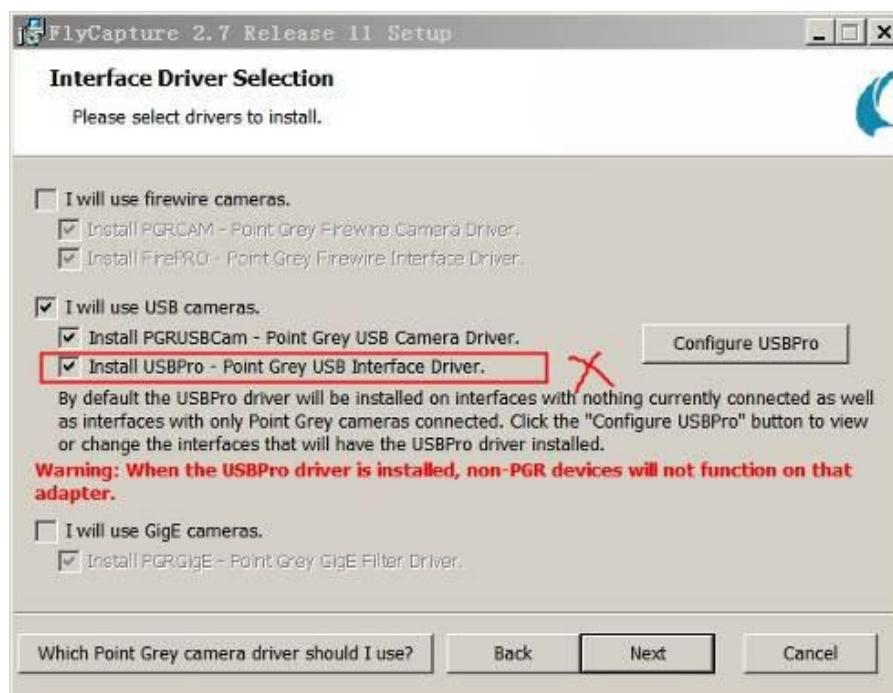 FlyCapture 2.7 Release 11 Setup
Interface Driver Selection
Please select drivers to install.
I will use firewire cameras.
Install PGRCAM - Point Grey Firewire Camera Driver.
Install FirePRO - Point Grey Firewire Interface Driver.
I will use USB cameras.
Install PGRUSBCam - Point Grey USB Camera Driver.
Configure USBPro
Install USBPro - Point Grey USB Interface Driver.
By default the USBPro driver will be installed on interfaces with nothing currently connected as well
as interfaces with only Point Grey cameras connected. Click the "Configure USBPro" button to view
or change the interfaces that will have the USBPro driver installed.
Warning: When the USBPro driver is installed, non-PGR devices will not function on that
adapter.
I will use GigE cameras.
Install PGRGigE - Point Grey GigE Filter Driver.
Which Point Grey camera driver should I use?
Back
Next
Cancel